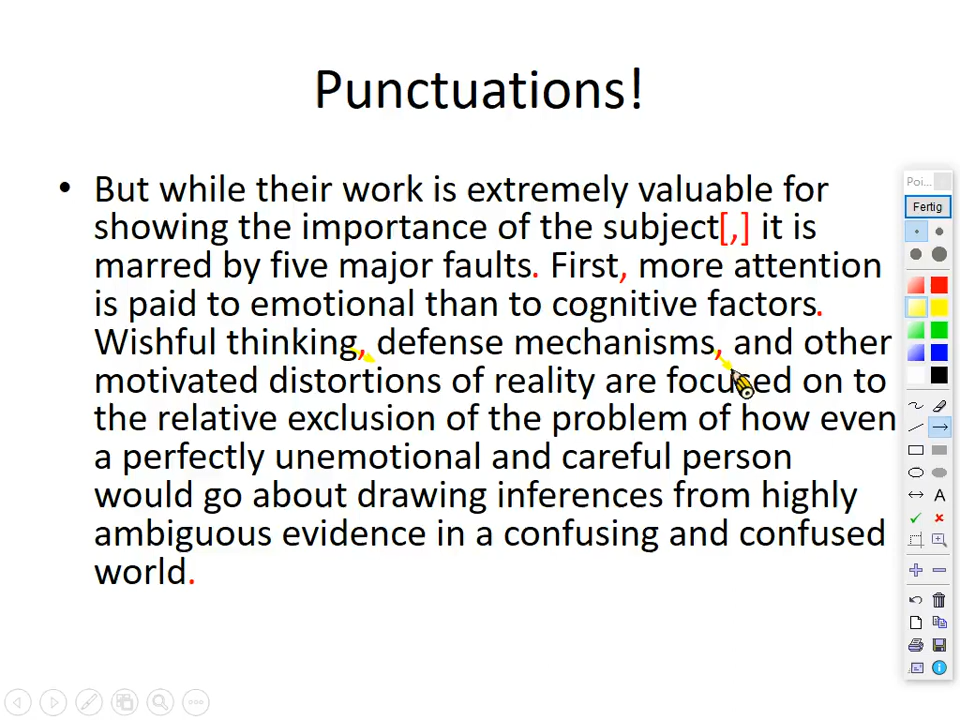 Punctuations!
• But while their work is extremely valuable for
showing the importance of the subject[,] it is
marred by five major faults. First, more attention
is paid to emotional than to cognitive factors.
Wishful thinking, defense mechanisms, and other
motivated distortions of reality are focused on to
the relative exclusion of the problem of how even
a perfectly unemotional and careful person
would go about drawing inferences from highly
ambiguous evidence in a confusing and confused
world.
Poi...
Fertig
A